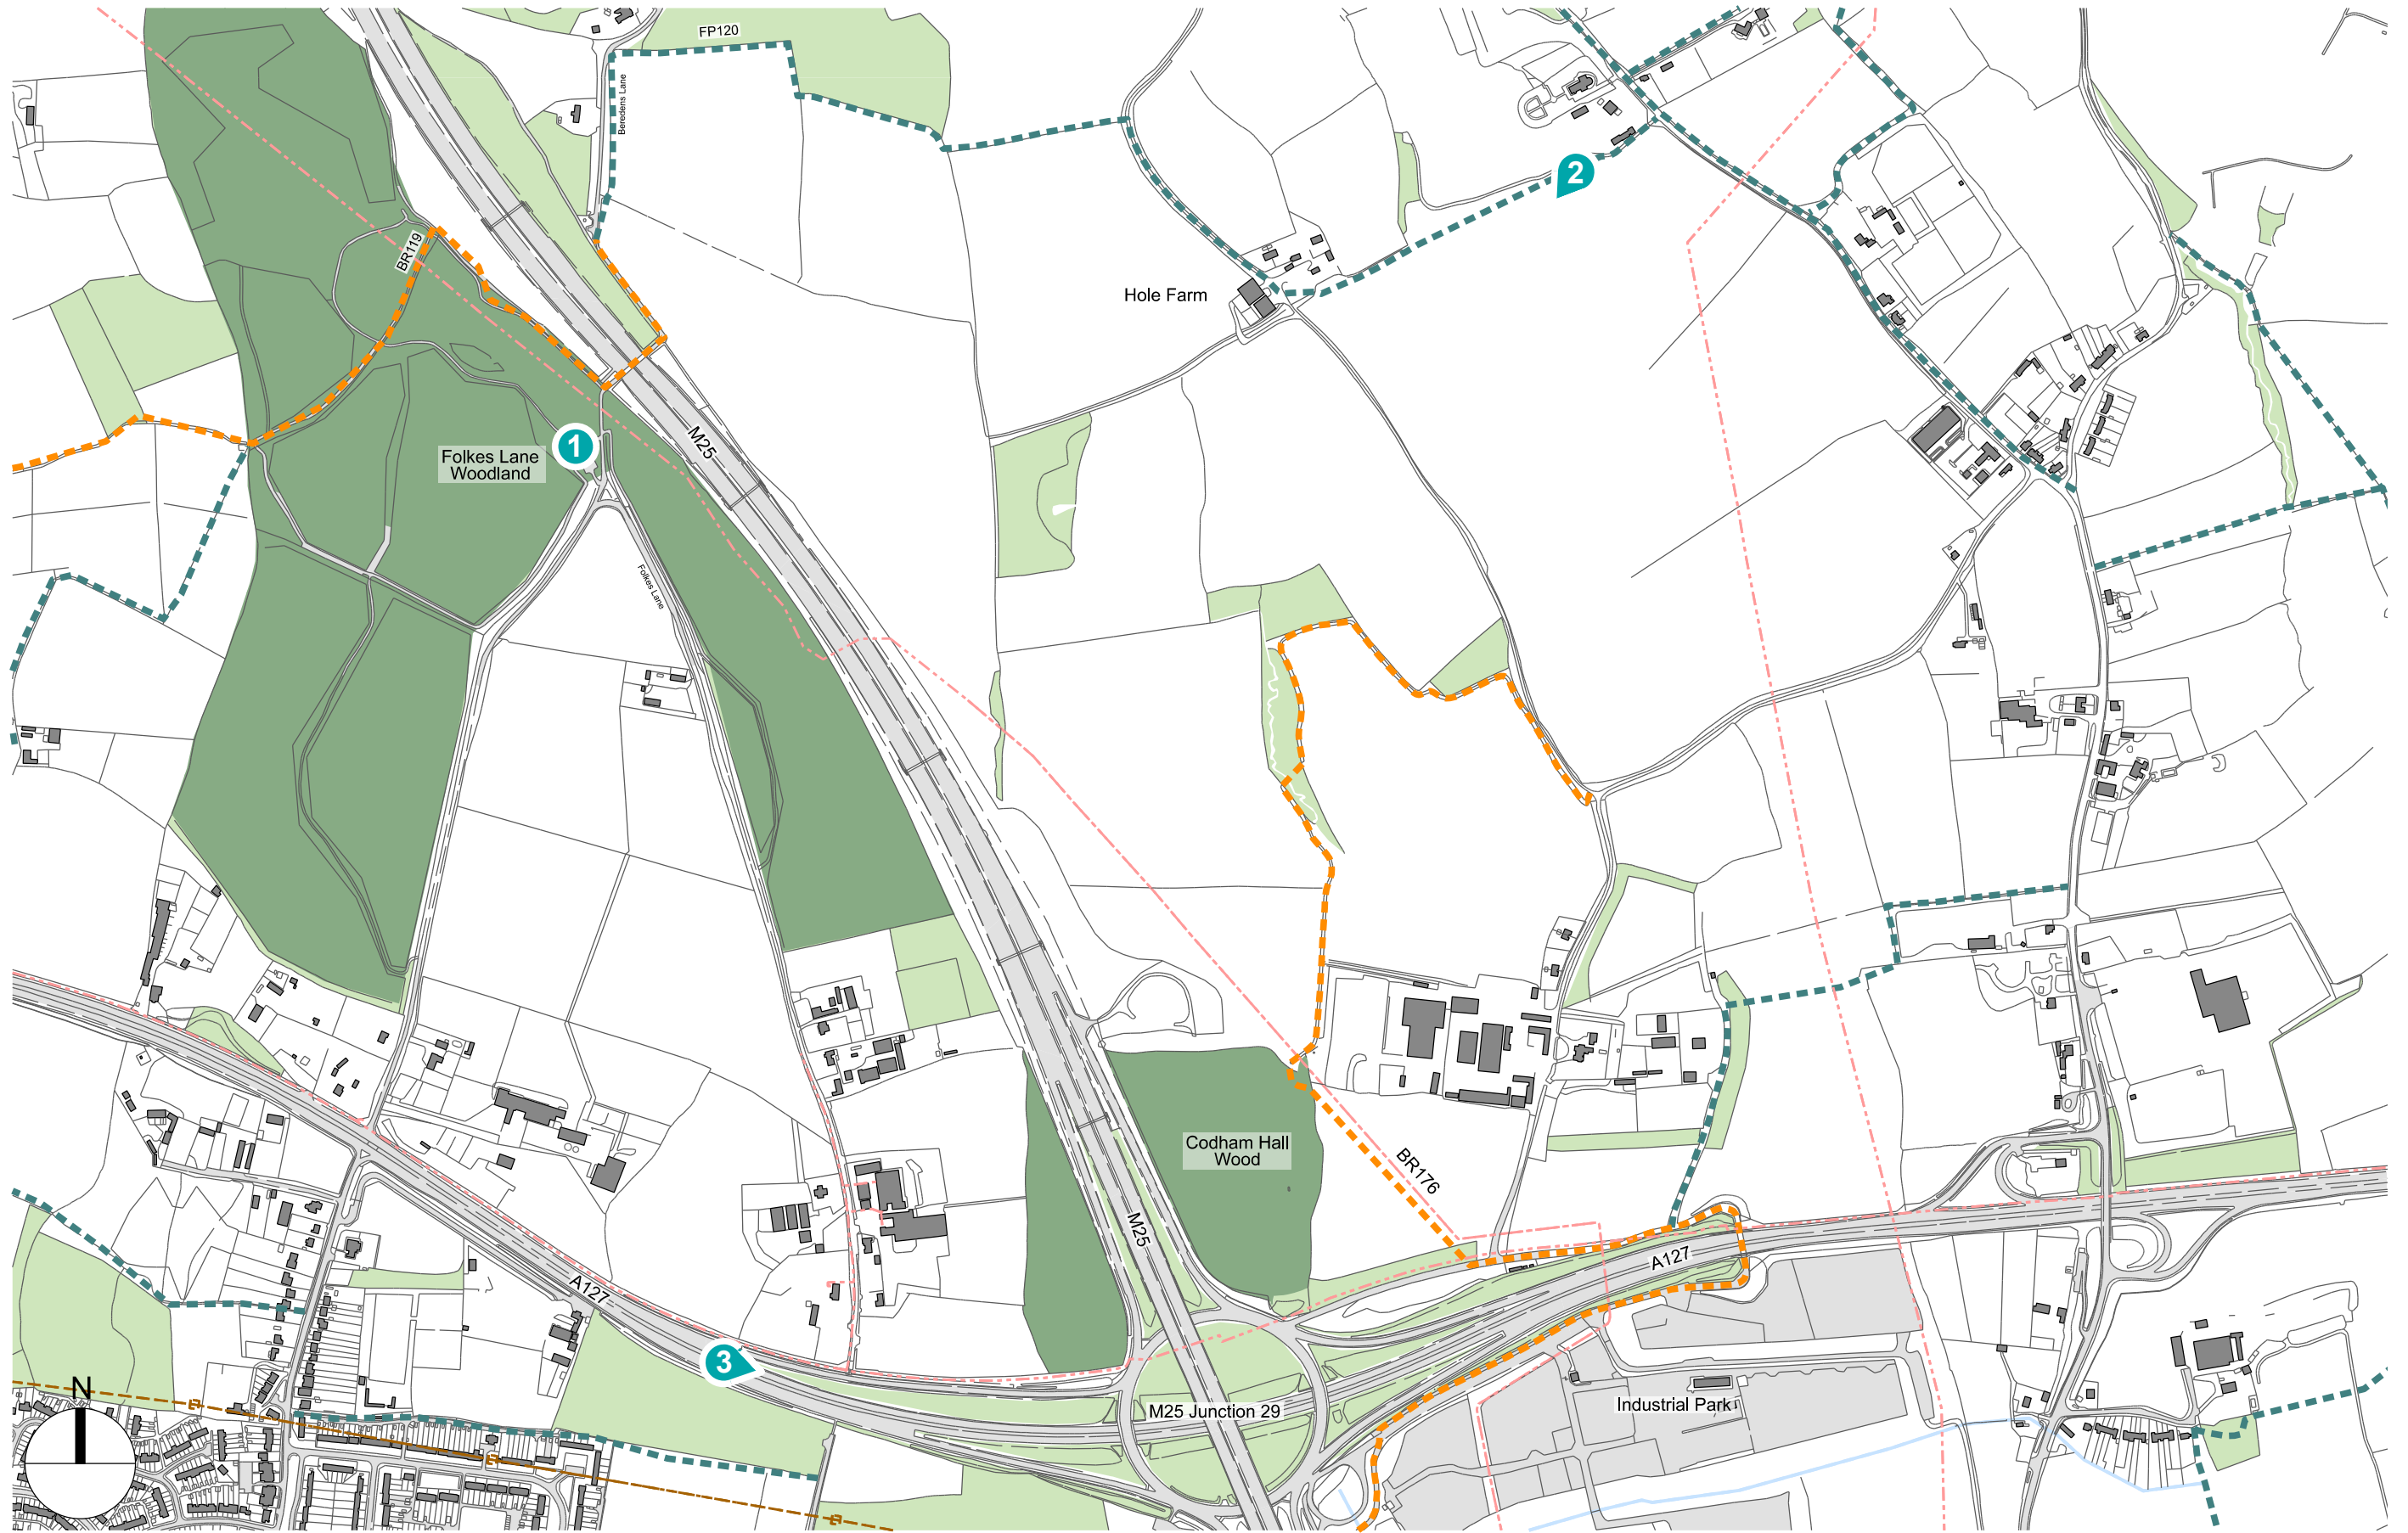 FP120
Beredens Lane
2
BR119
Hole Farm
1
M25
Folkes Lane
Woodland
Folkes Lane
Codham Hall
Wood
BR176
M25
A127
A127
3
N
M25 Junction 29
Industrial Park